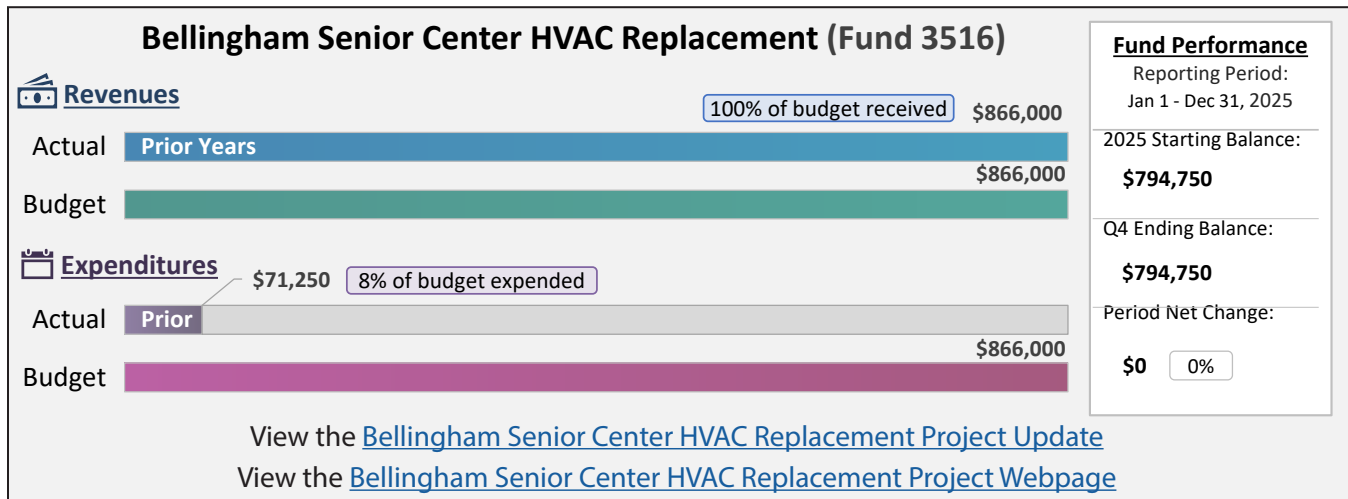 Bellingham Senior Center HVAC Replacement (Fund 3516)
Revenues
100% of budget received
$866,000
Actual
Prior Years
$866,000
Budget
Expenditures
$71,250
8% of budget expended
Actual
Prior
$866,000
Budget
View the Bellingham Senior Center HVAC Replacement Project Update
View the Bellingham Senior Center HVAC Replacement Project Webpage
Fund Performance
Reporting Period:
Jan 1 - Dec 31, 2025
2025 Starting Balance:
$794,750
Q4 Ending Balance:
$794,750
Period Net Change:
$0
0%